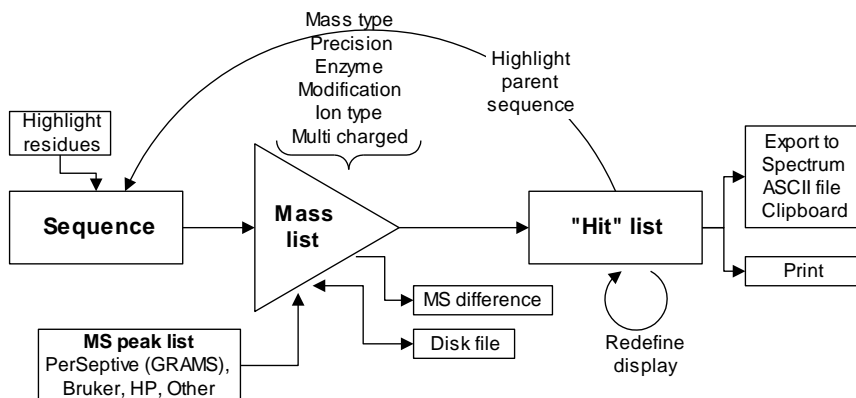 Mass type
Precision
Enzyme
Modification
Ion type
Multi charged
Highlight
parent
sequence
Highlight
residues
Sequence
Mass
list
"Hit" list
Export to
Spectrum
ASCII file
Clipboard
Print
MS difference
Disk file
Redefine
display
MS peak list
PerSeptive (GRAMS),
Bruker, HP, Other